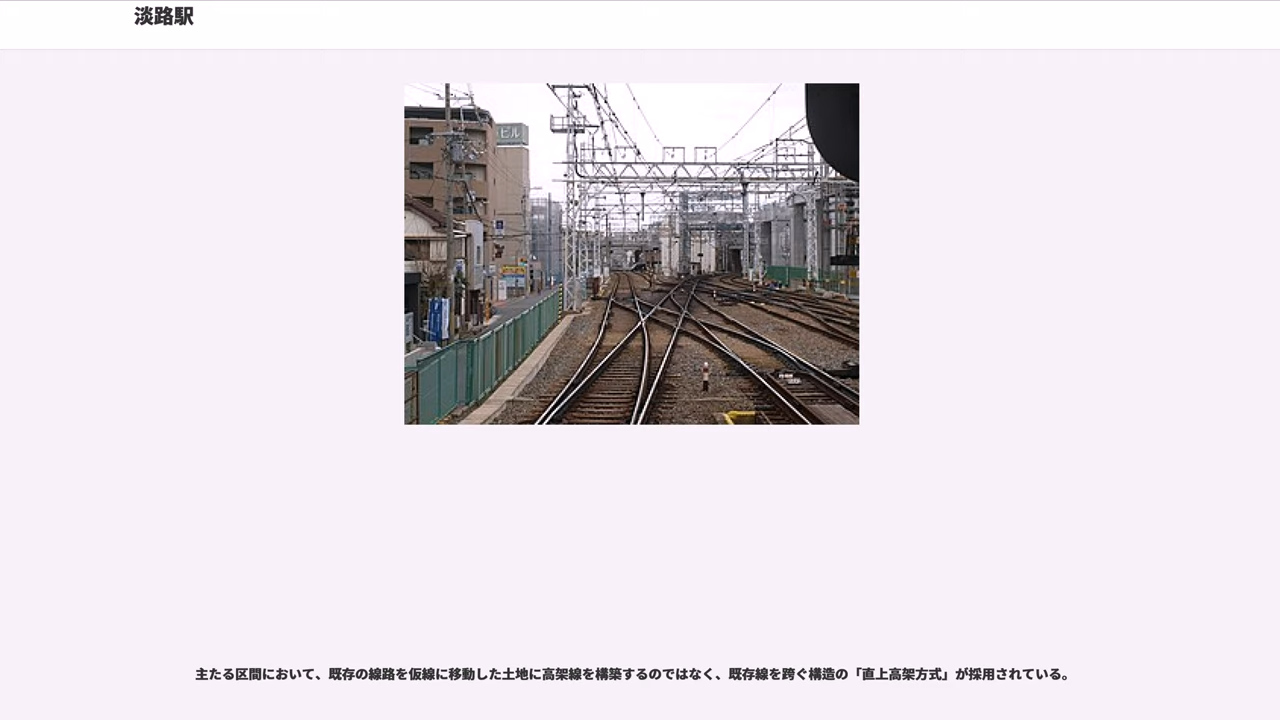 淡路駅
ビル
主たる区間において、既存の線路を仮線に移動した土地に高架線を構築するのではなく、既存線を跨ぐ構造の「直上高架方式」が採用されている。